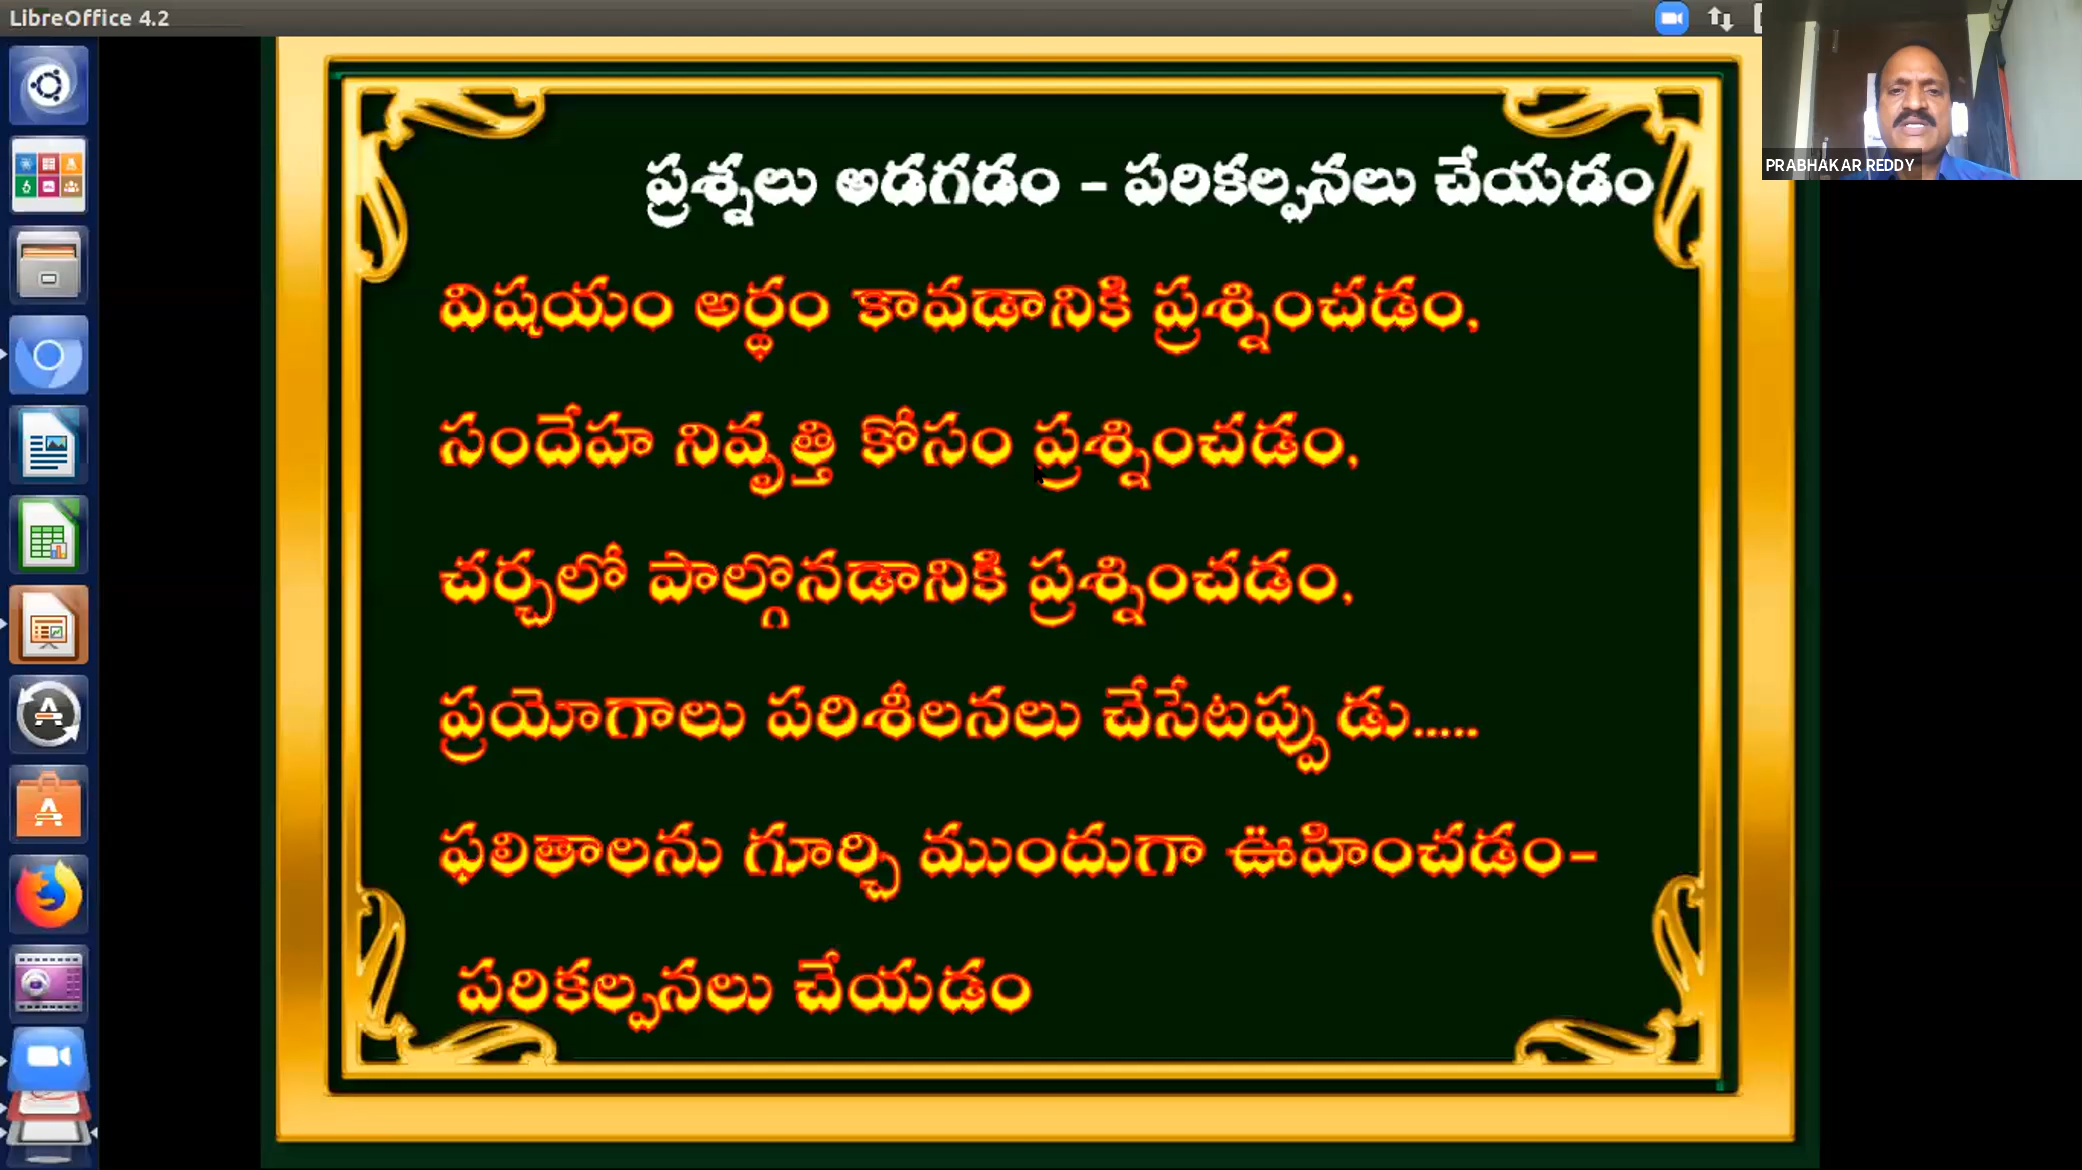 LibreOffice 4.2
PRABHAKAR REDDY
ప్రశ్నలు అడగడం - పరికల్పనలు చేయడం
విషయం అర్థం కావడానికి ప్రశ్నించడం,
సందేహ నివృత్తి కోసం ప్రశ్నించడం,
చర్చలో పాల్గొనడానికి ప్రశ్నించడం,
ప్రయోగాలు పరిశీలనలు చేసేటప్పుడు.....
ఫలితాలను గూర్చి ముందుగా ఊహించడం-
పరికల్పనలు చేయడం